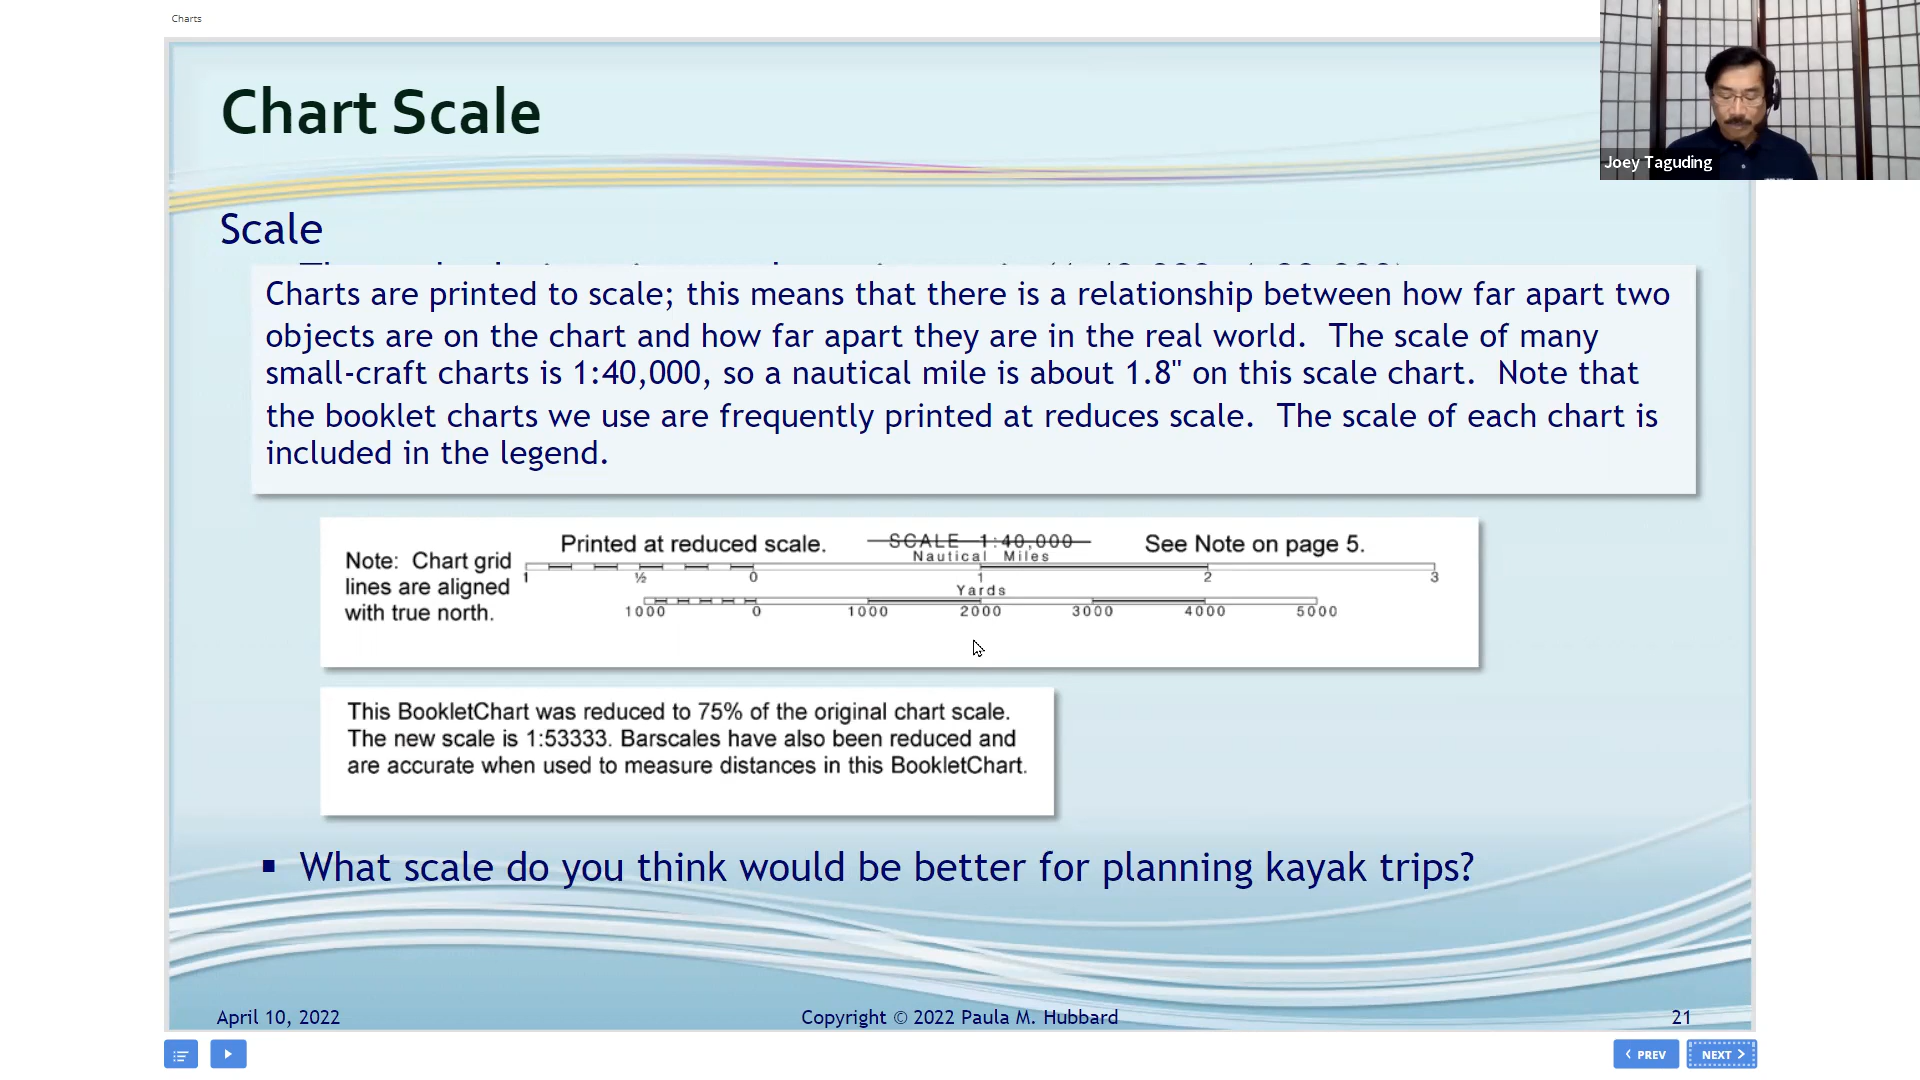 Charts
Chart Scale
Joey Taguding
Scale
Charts are printed to scale; this means that there is a relationship between how far apart two
objects are on the chart and how far apart they are in the real world. The scale of many
small-craft charts is 1:40,000, so a nautical mile is about 1.8" on this scale chart. Note that
the booklet charts we use are frequently printed at reduces scale. The scale of each chart is
included in the legend.
Printed at reduced scale. SCALE 1:40,000 See Note on page 5.
Nautical Miles
Note: Chart grid
lines are aligned
with true north.
1 ½ 0 1 2 3
Yards
1000 0 1000 2000 3000 4000 5000
This BookletChart was reduced to 75% of the original chart scale.
The new scale is 1:53333. Barscales have also been reduced and
are accurate when used to measure distances in this BookletChart.
▪ What scale do you think would be better for planning kayak trips?
April 10, 2022 Copyright © 2022 Paula M. Hubbard 21
PREV NEXT